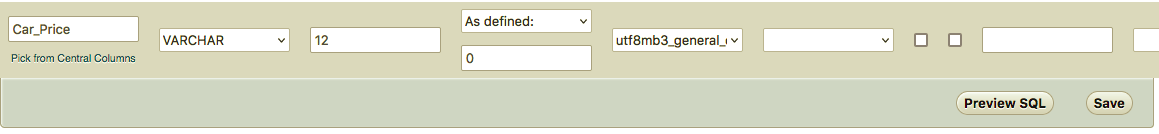 Car_Price
Pick from Central Columns
VARCHAR
12
As defined:
0
utf8mb3_general_
Preview SQL
Save